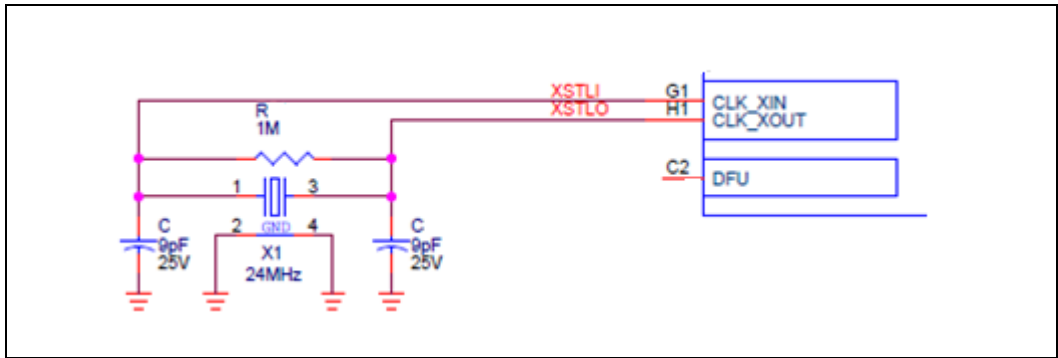 XSTLI G1 CLK_XIN
XSTLO H1 CLK_XOUT
R
1M
C2 DFU
1 3
2 GND 4
C
9pF
25V
X1
24MHz
C
9pF
25V